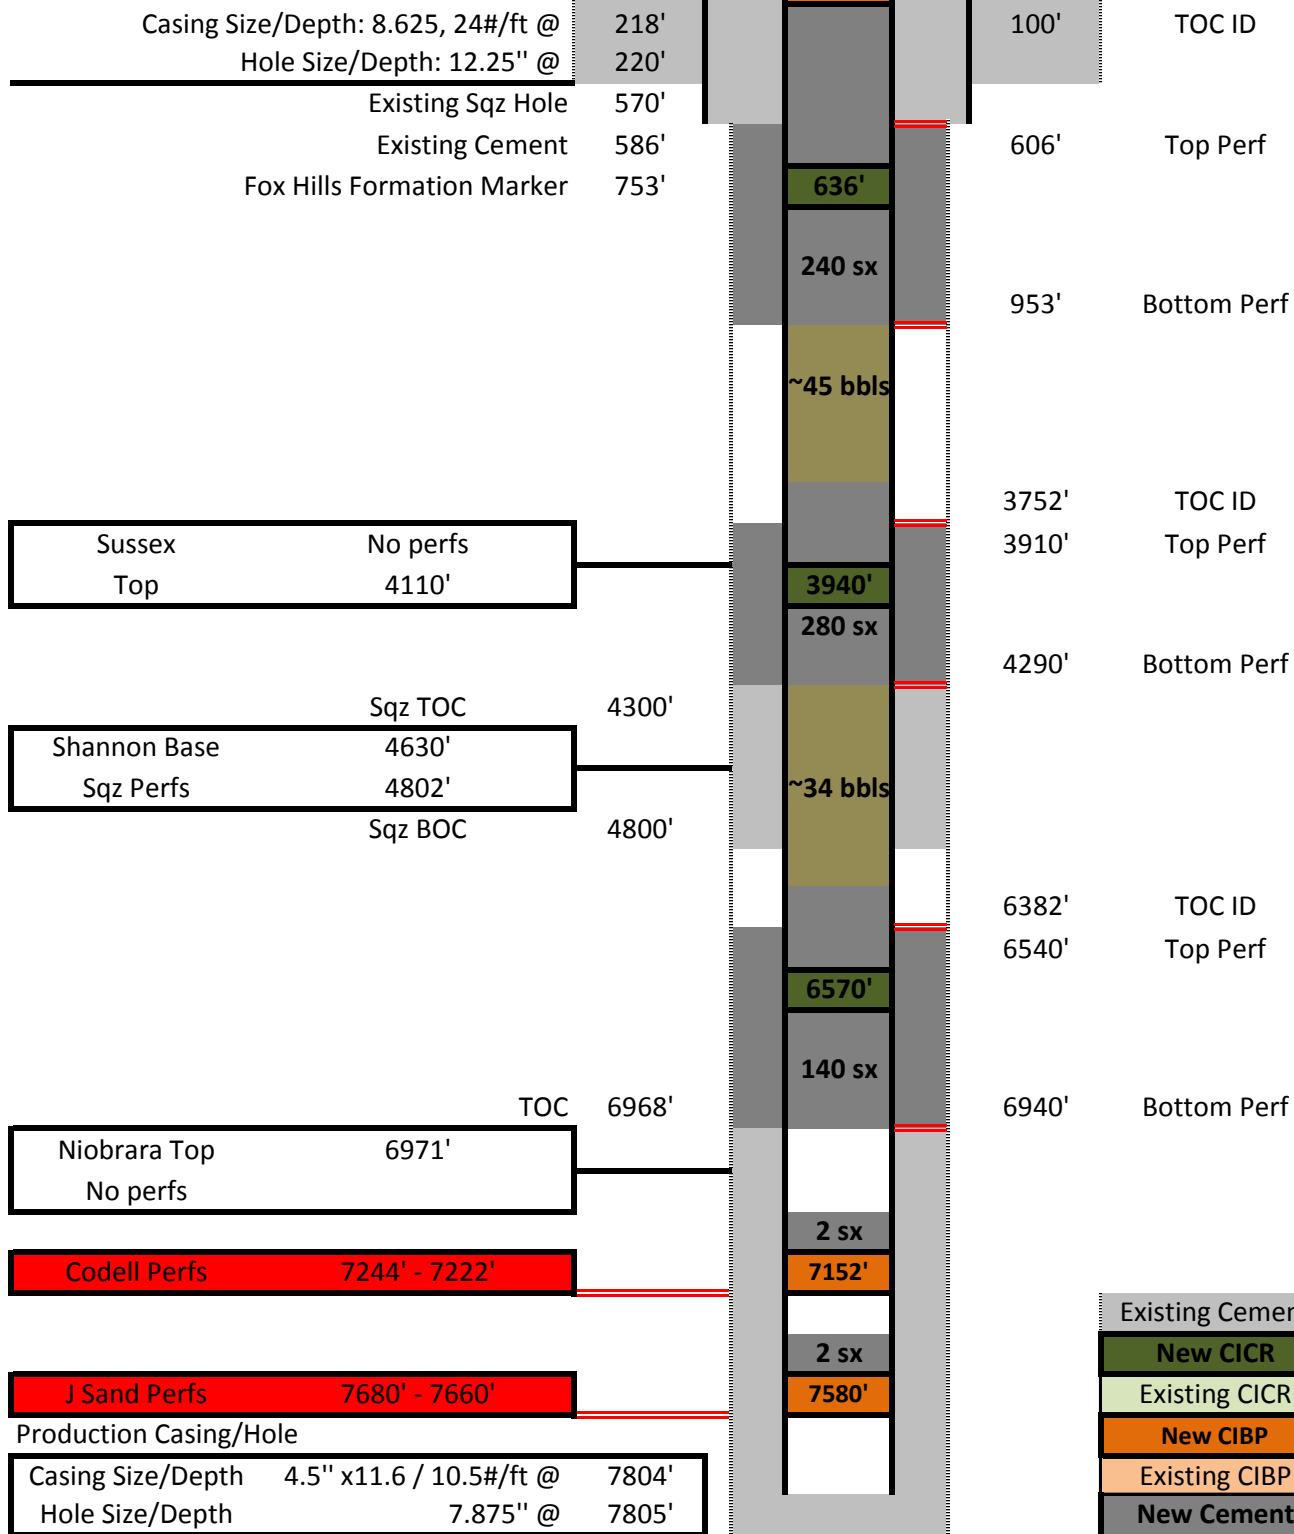 Casing Size/Depth: 8.625, 24#/ft @ 218' 100' TOC ID
Hole Size/Depth: 12.25'' @ 220'
Existing Sqz Hole 570'
Existing Cement 586' 606' Top Perf
Fox Hills Formation Marker 753' 636'
240 sx
953' Bottom Perf
~45 bbls
3752' TOC ID
Sussex No perfs 3910' Top Perf
Top 4110' 3940'
280 sx
4290' Bottom Perf
Sqz TOC 4300'
Shannon Base 4630'
Sqz Perfs 4802' ~34 bbls
Sqz BOC 4800'
6382' TOC ID
6540' Top Perf
6570'
140 sx
TOC 6968' 6940' Bottom Perf
Niobrara Top 6971'
No perfs
2 sx
Codell Perfs 7244' - 7222' 7152'
Existing Cemen
2 sx New CICR
J Sand Perfs 7680' - 7660' 7580' Existing CICR
Production Casing/Hole New CIBP
Casing Size/Depth 4.5'' x11.6 / 10.5#/ft @ 7804' Existing CIBP
Hole Size/Depth 7.875'' @ 7805' New Cement